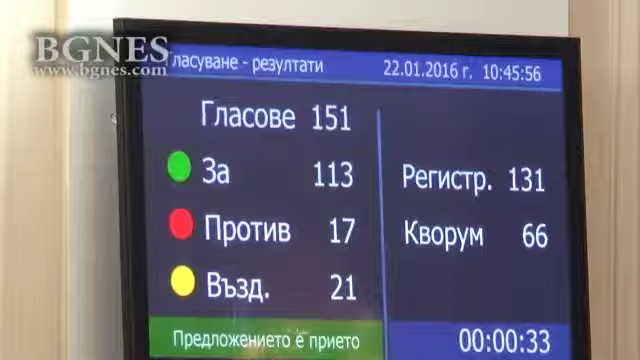 BGNES
www.bgnes.com
Гласуване - резултати 22.01.2016 г. 10:45:56
Гласове 151
За 113
Против 17
Възд. 21
Регистр. 131
Кворум 66
Предложението е прието
00:00:33